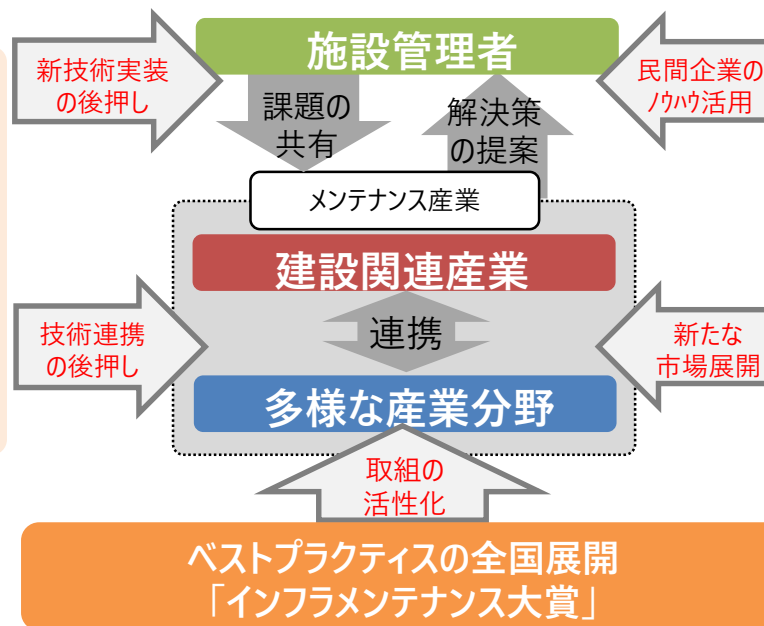 施設管理者
新技術実装
の後押し
民間企業の
ﾉｳﾊｳ活用
課題の
共有
解決策
の提案
メンテナンス産業
建設関連産業
技術連携
の後押し
連携
新たな
市場展開
多様な産業分野
取組の
活性化
ベストプラクティスの全国展開
「インフラメンテナンス大賞」